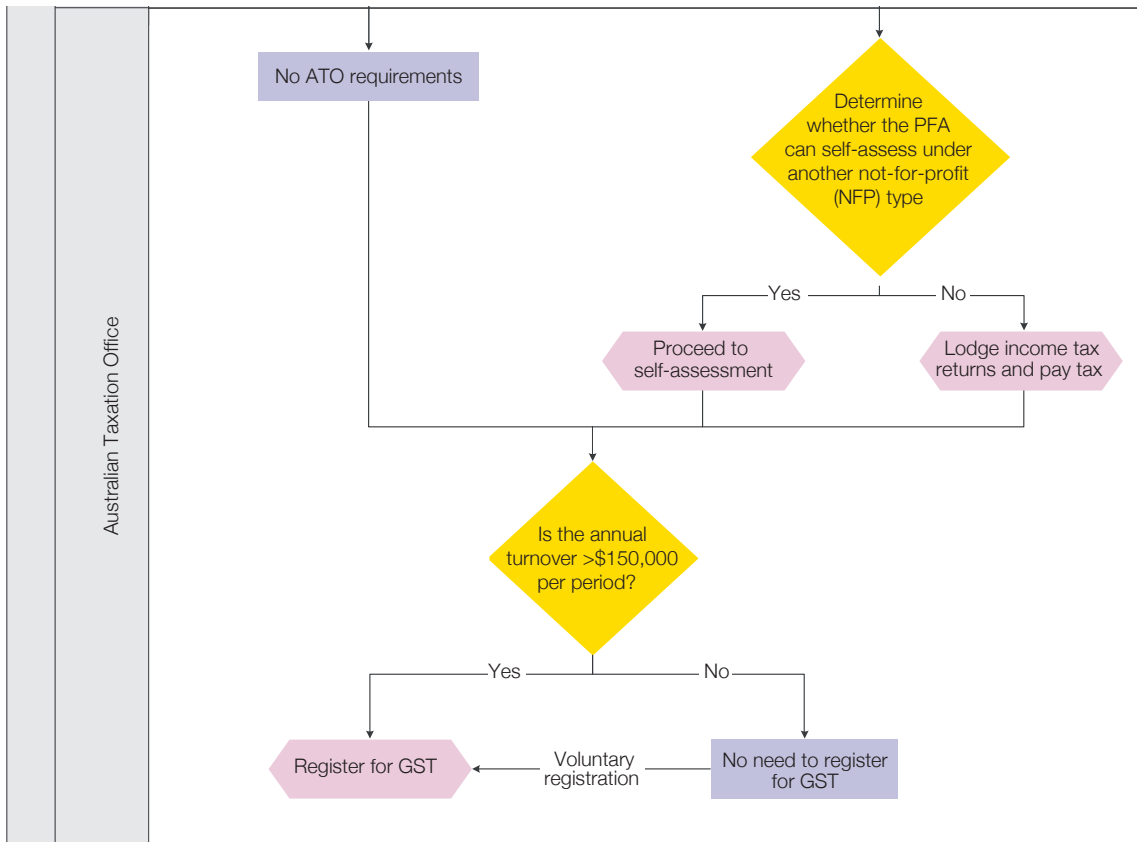 Australian Taxation Office
No ATO requirements
Determine
whether the PFA
can self-assess under
another not-for-profit
(NFP) type
Yes
No
Proceed to
self-assessment
Lodge income tax
returns and pay tax
Is the annual
turnover >$150,000
per period?
Yes
No
Register for GST
Voluntary
registration
No need to register
for GST